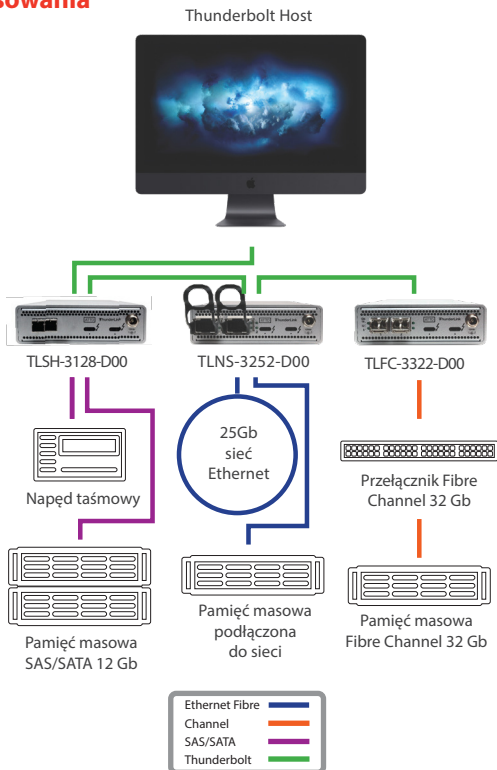 sowania
Thunderbolt Host
TLSH-3128-D00
TLNS-3252-D00
TLFC-3322-D00
25Gb
sieć
Ethernet
Napęd taśmowy
Przełącznik Fibre
Channel 32 Gb
Pamięć masowa
SAS/SATA 12 Gb
Pamięć masowa
podłączona
do sieci
Pamięć masowa
Fibre Channel 32 Gb
Ethernet Fibre
Channel
SAS/SATA
Thunderbolt